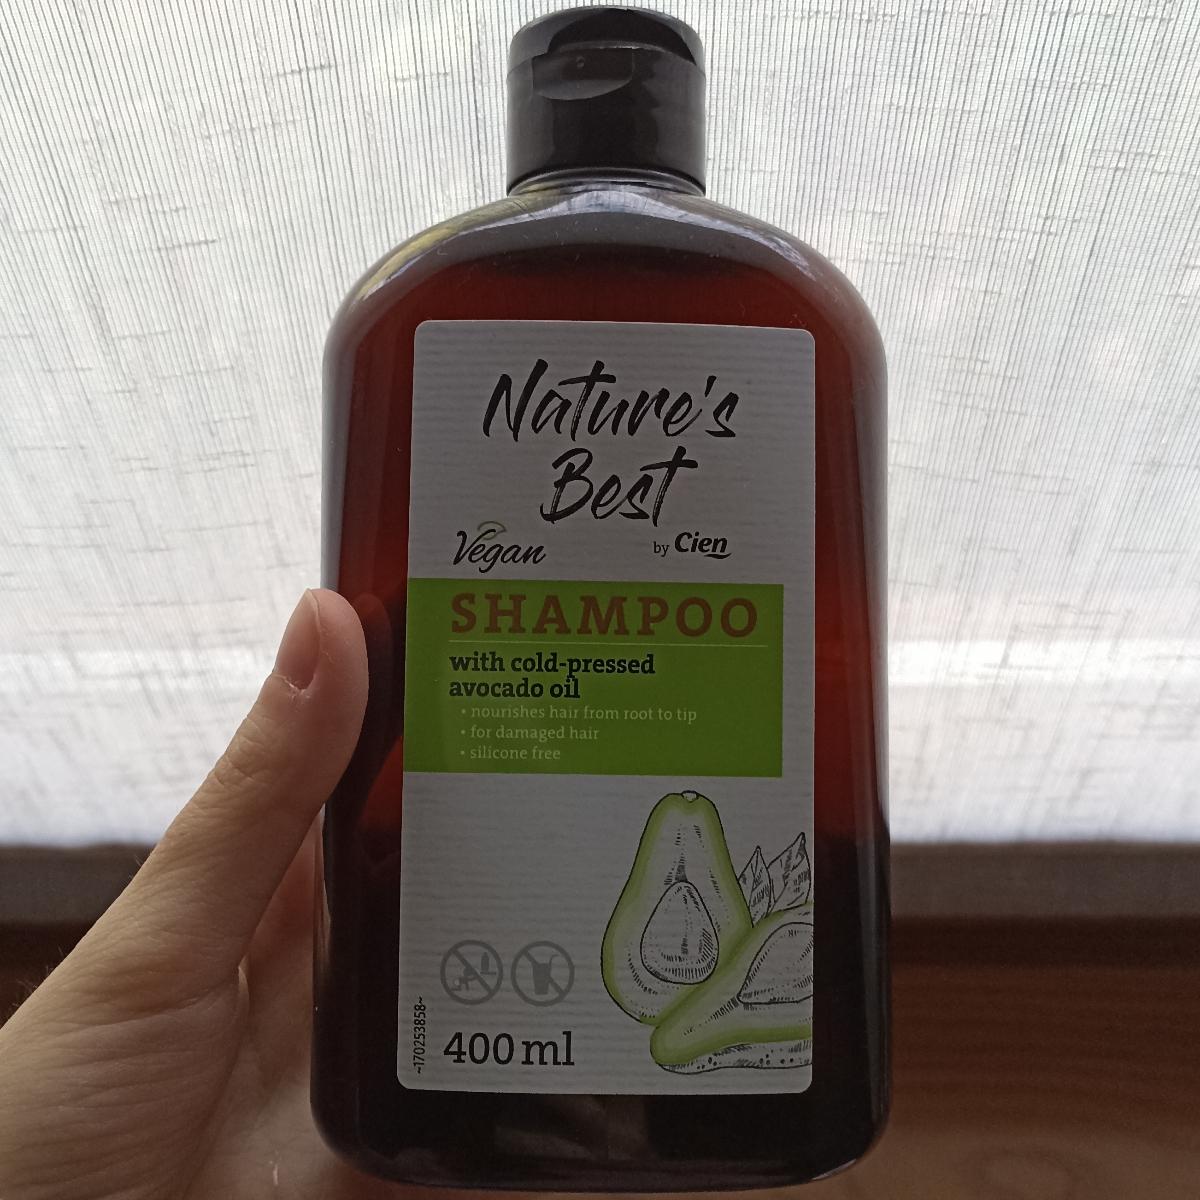 Nature's
Best
Vegan
by Cien
SHAMPOO
with cold-pressed
avocado oil
• nourishes hair from root to tip
• for damaged hair
• silicone free
~170253858~
400 ml